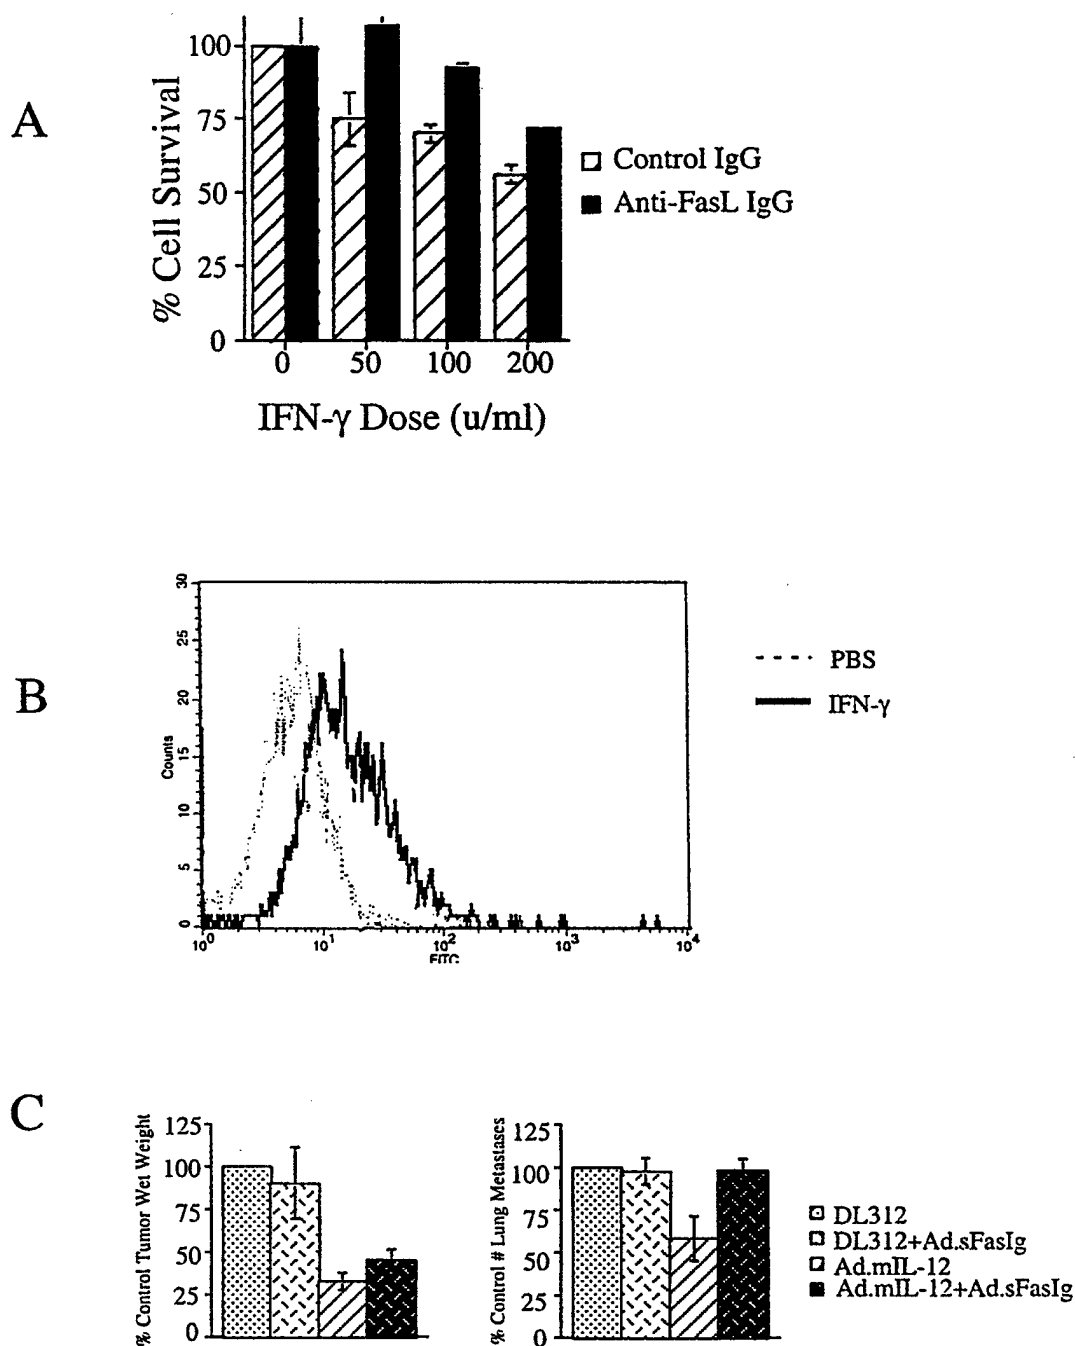 A
% Cell Survival
100
75
50
25
0
0 50 100 200
IFN-γ Dose (u/ml)
Control IgG
Anti-FasL IgG
B
Counts
30
25
20
15
10
5
0
10^0 10^1 10^2 10^3 10^4
FITC
PBS
IFN-γ
C
% Control Tumor Wet Weight
125
100
75
50
25
0
% Control # Lung Metastases
125
100
75
50
25
0
DL312
DL312+Ad.sFasIg
Ad.mIL-12
Ad.mIL-12+Ad.sFasIg